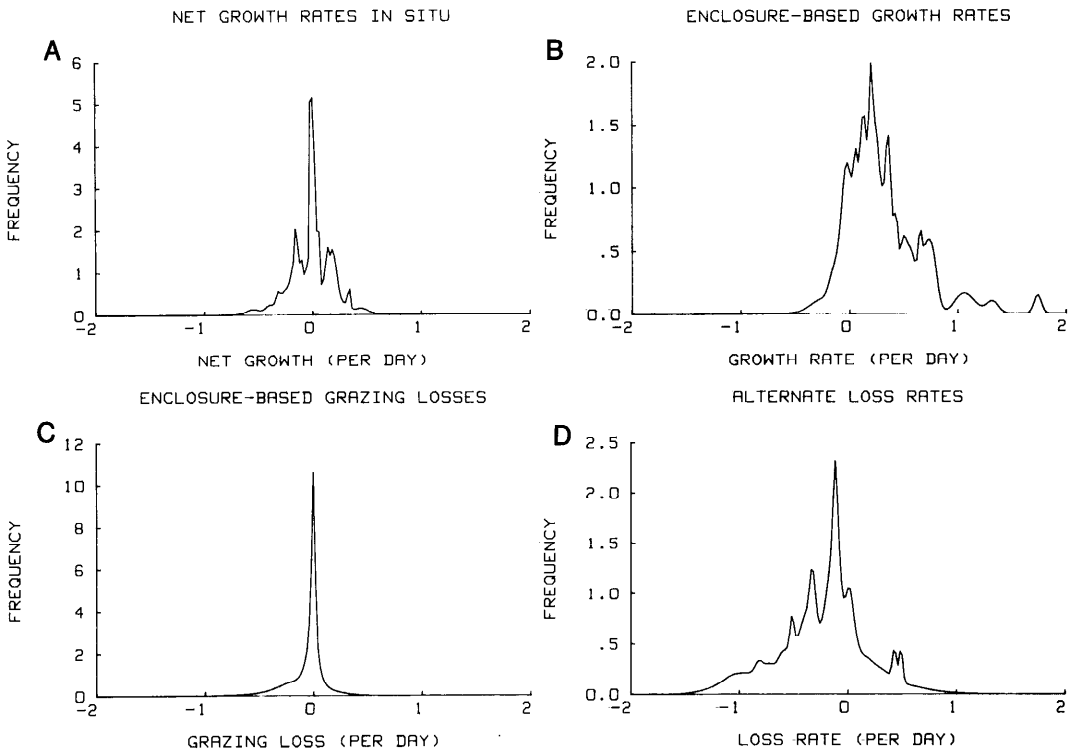 NET GROWTH RATES IN SITU
A
6
5
4
3
2
1
0
FREQUENCY
-2
-1
0
1
2
NET GROWTH (PER DAY)
ENCLOSURE-BASED GROWTH RATES
B
2.0
1.5
1.0
.5
0.0
FREQUENCY
-2
-1
0
1
2
GROWTH RATE (PER DAY)
ENCLOSURE-BASED GRAZING LOSSES
C
12
10
8
6
4
2
0
FREQUENCY
-2
-1
0
1
2
GRAZING LOSS (PER DAY)
ALTERNATE LOSS RATES
D
2.5
2.0
1.5
1.0
.5
0.0
FREQUENCY
-2
-1
0
1
2
LOSS RATE (PER DAY)